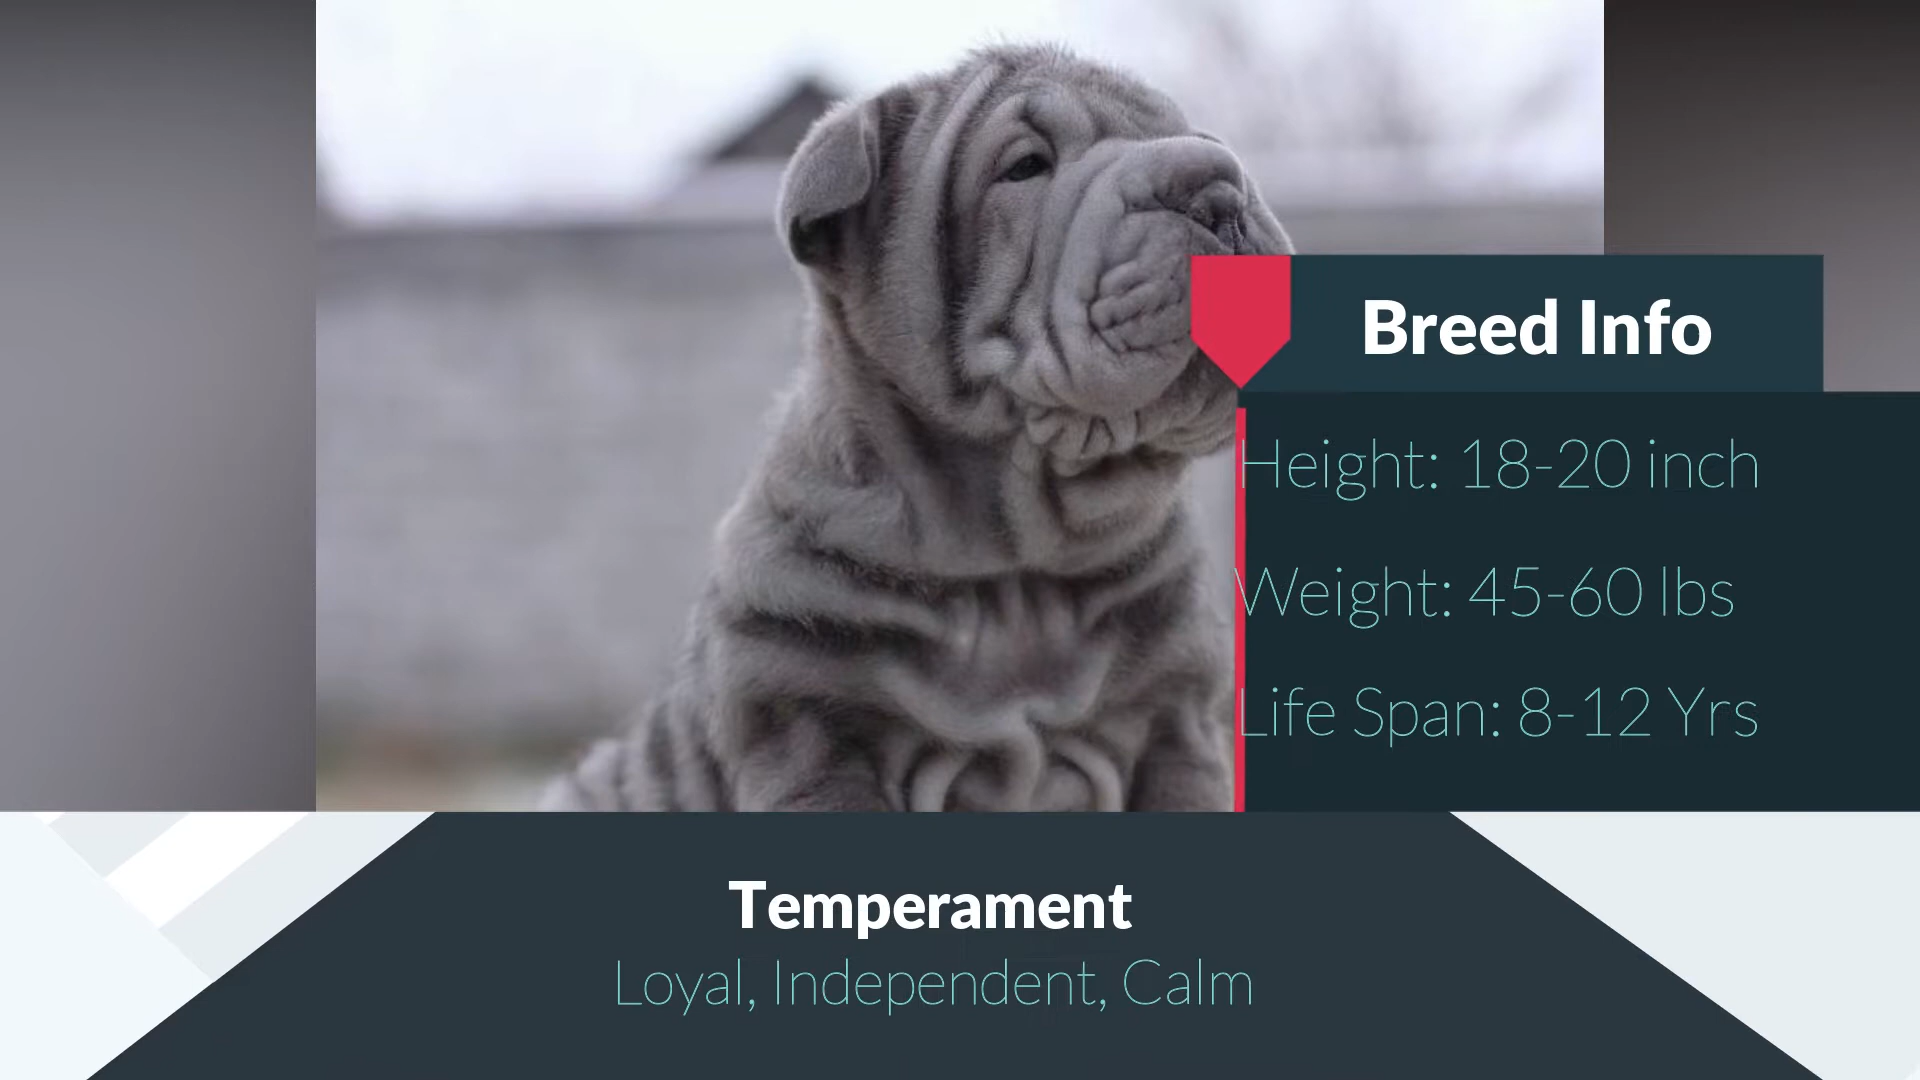 Breed Info
Height: 18-20 inch
Weight: 45-60 lbs
Life Span: 8-12 Yrs
Temperament
Loyal, Independent, Calm